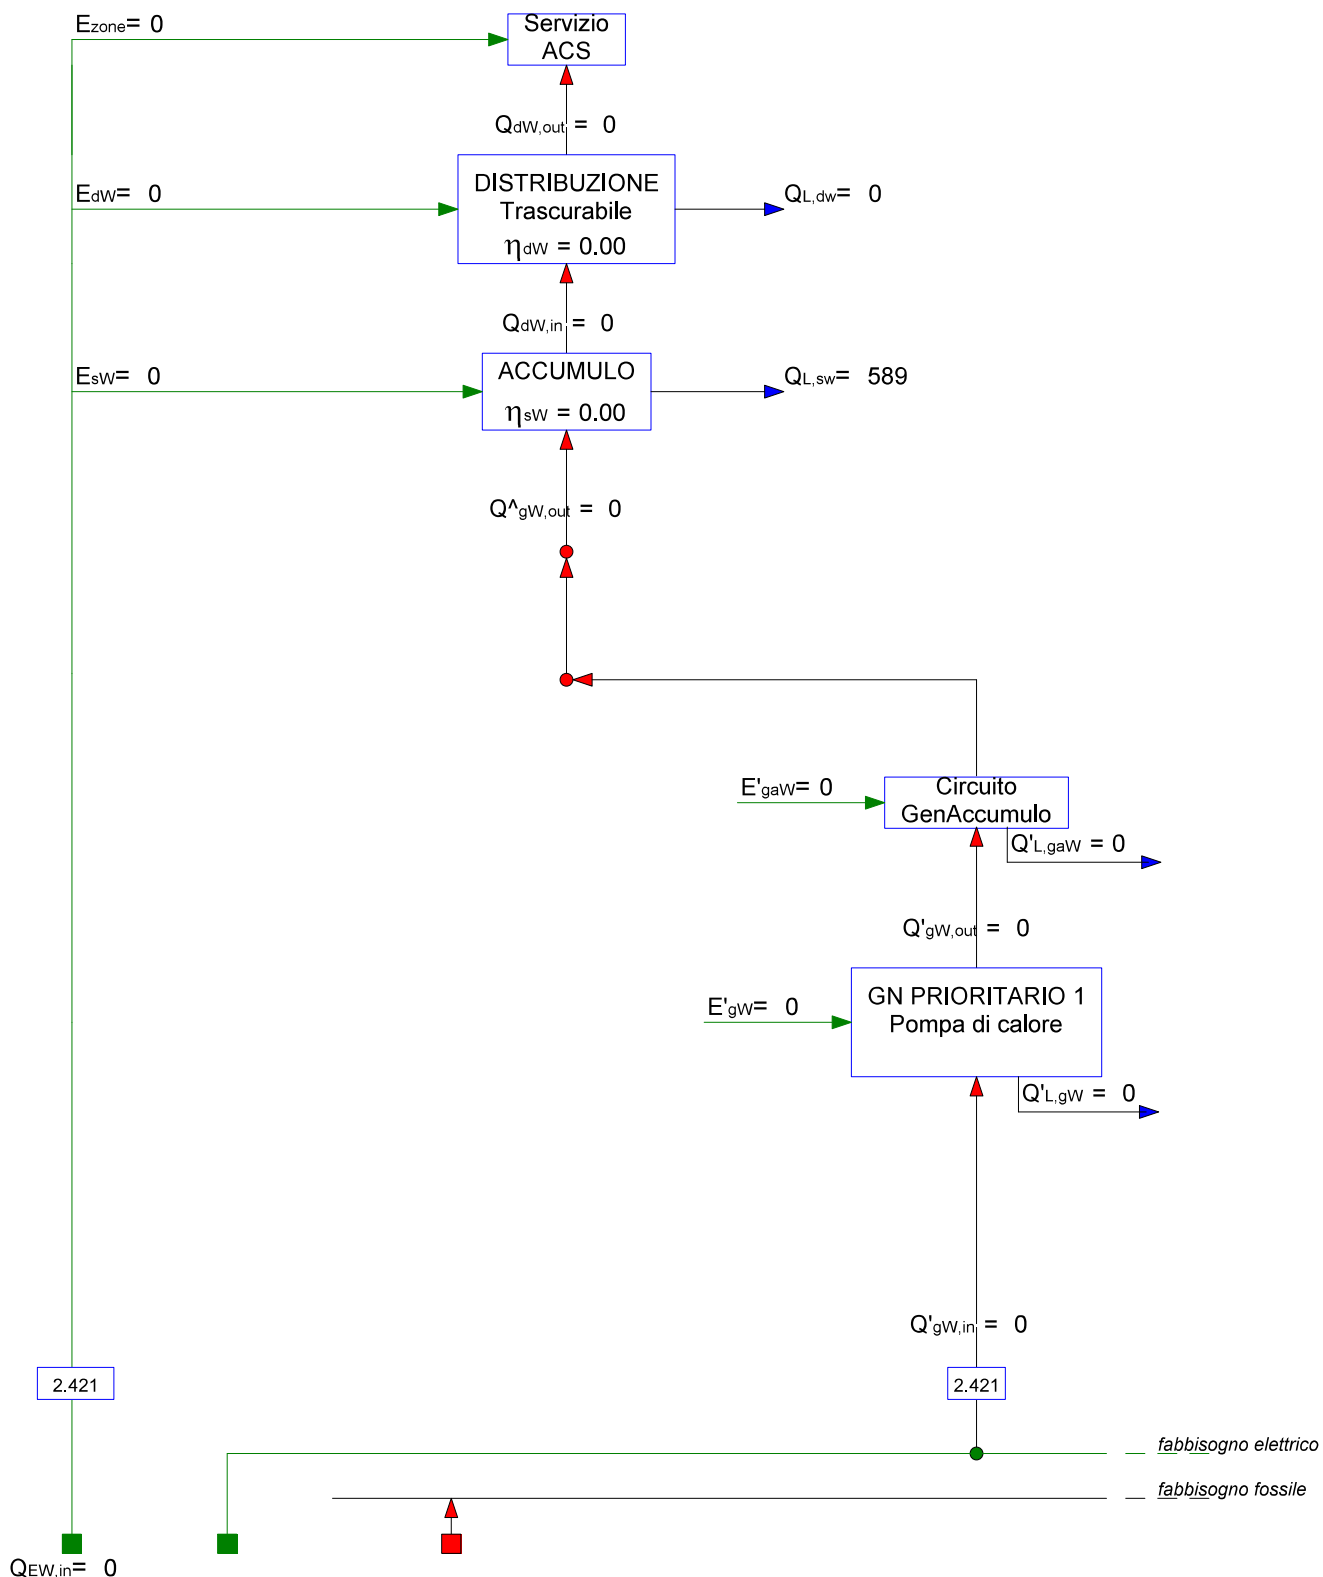 Ezone= 0
Servizio
ACS
QdW,out = 0
EdW= 0
DISTRIBUZIONE
Trascurabile
ηdW = 0.00
QL,dw= 0
QdW,in = 0
EsW= 0
ACCUMULO
ηsW = 0.00
QL,sw= 589
Q^gW,out = 0
E'gaW= 0
Circuito
GenAccumulo
Q'L,gaW = 0
Q'gW,out = 0
E'gW= 0
GN PRIORITARIO 1
Pompa di calore
Q'L,gW = 0
Q'gW,in = 0
2.421
2.421
fabbisogno elettrico
fabbisogno fossile
QEW,in= 0